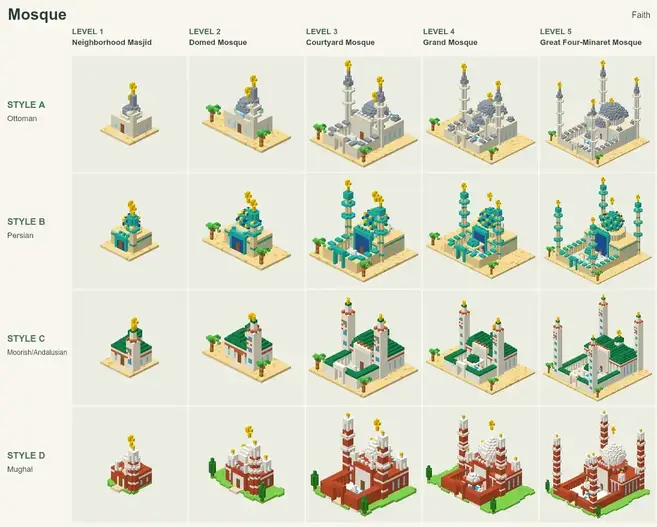 Mosque
Faith
LEVEL 1
Neighborhood Masjid
LEVEL 2
Domed Mosque
LEVEL 3
Courtyard Mosque
LEVEL 4
Grand Mosque
LEVEL 5
Great Four-Minaret Mosque
STYLE A
Ottoman
STYLE B
Persian
STYLE C
Moorish/Andalusian
STYLE D
Mughal